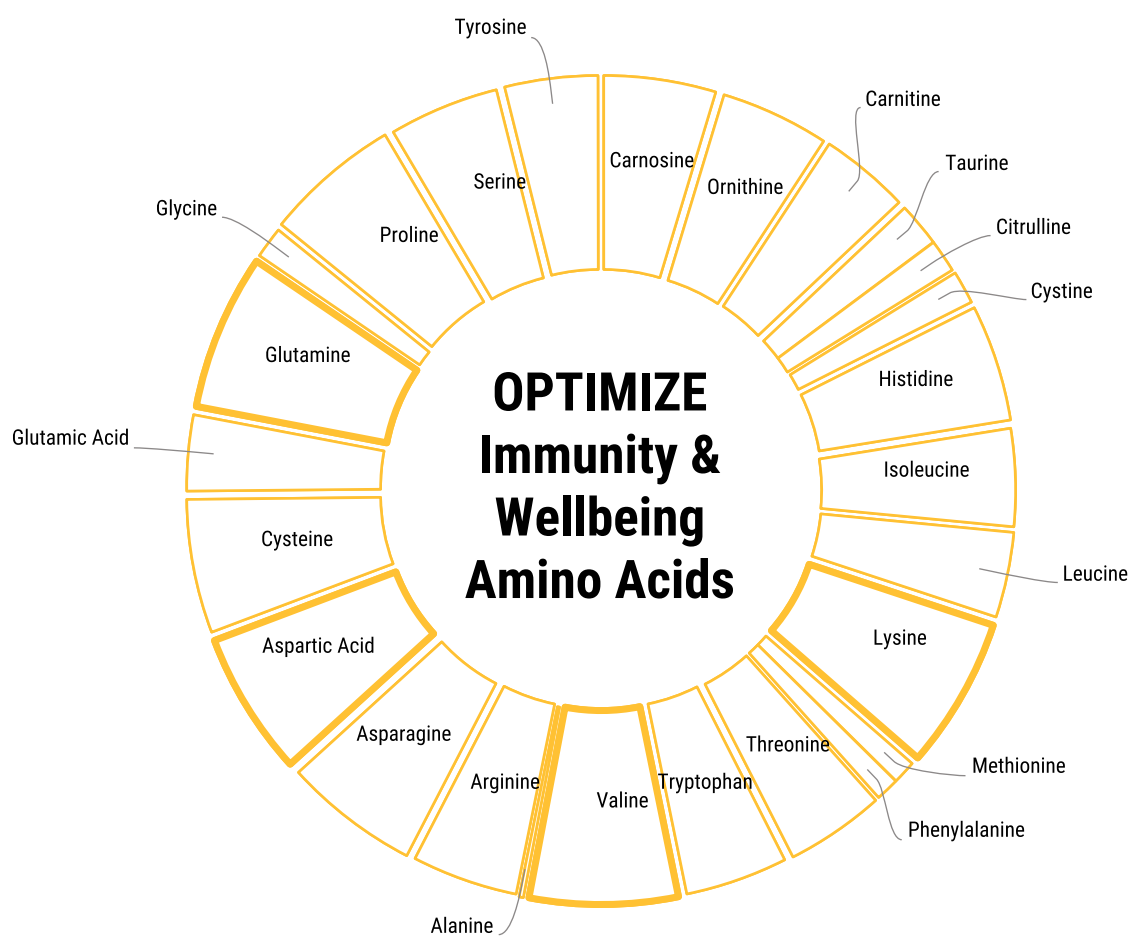 Tyrosine
Carnosine
Ornithine
Carnitine
Taurine
Citrulline
Cystine
Histidine
Isoleucine
Leucine
Lysine
Methionine
Phenylalanine
Threonine
Tryptophan
Valine
Alanine
Arginine
Asparagine
Aspartic Acid
Cysteine
Glutamic Acid
Glutamine
Glycine
Proline
Serine
OPTIMIZE
Immunity &
Wellbeing
Amino Acids